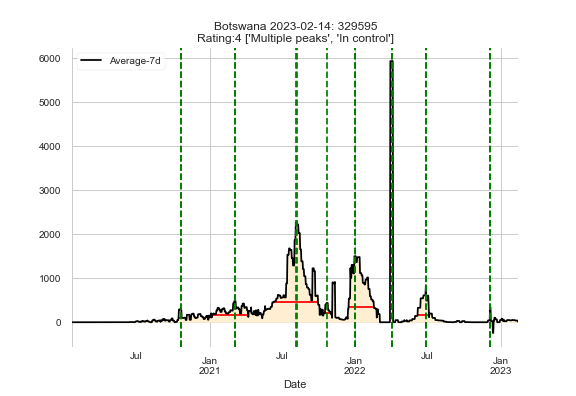 Botswana 2023-02-14: 329595
Rating:4 ['Multiple peaks', 'In control']
Average-7d
6000
5000
4000
3000
2000
1000
0
Jul
Jan
2021
Jul
Jan
2022
Jul
Jan
2023
Date